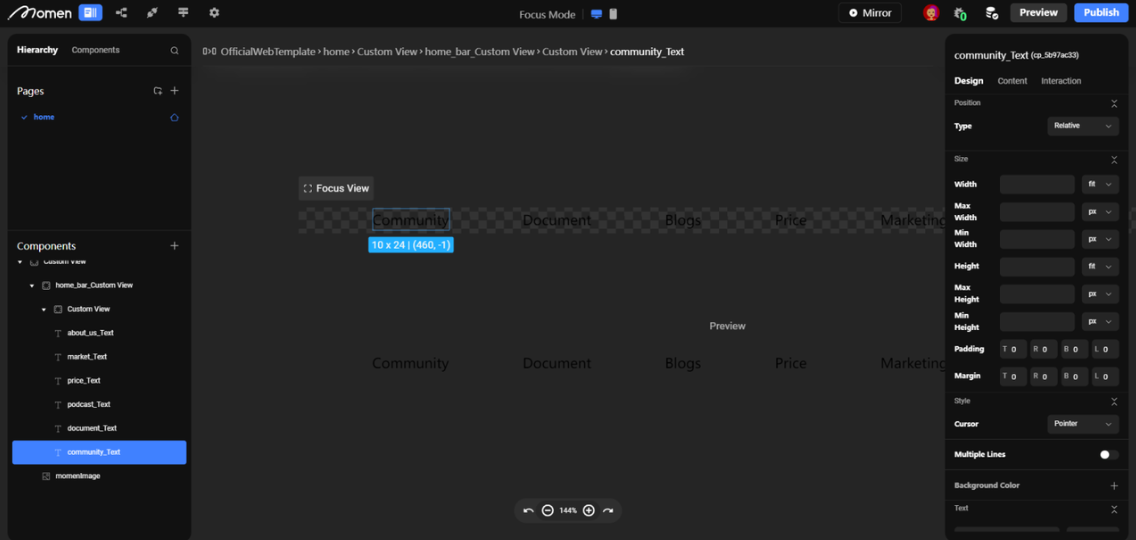 Momen
Focus Mode
Mirror
0
Preview
Publish
Hierarchy
Components
Pages
home
Components
Custom View
home_bar_Custom View
Custom View
about_us_Text
market_Text
price_Text
podcast_Text
document_Text
community_Text
momenImage
OfficialWebTemplate › home › Custom View › home_bar_Custom View › Custom View › community_Text
Focus View
Community
Document
Blogs
Price
Marketing
10 x 24 | (460, -1)
Preview
Community
Document
Blogs
Price
Marketing
144%
community_Text (cp_5b97ac33)
Design
Content
Interaction
Position
Type
Relative
Size
Width
fit
Max
Width
px
Min
Width
px
Height
fit
Max
Height
px
Min
Height
px
Padding
T 0
R 0
B 0
L 0
Margin
T 0
R 0
B 0
L 0
Style
Cursor
Pointer
Multiple Lines
Background Color
Text